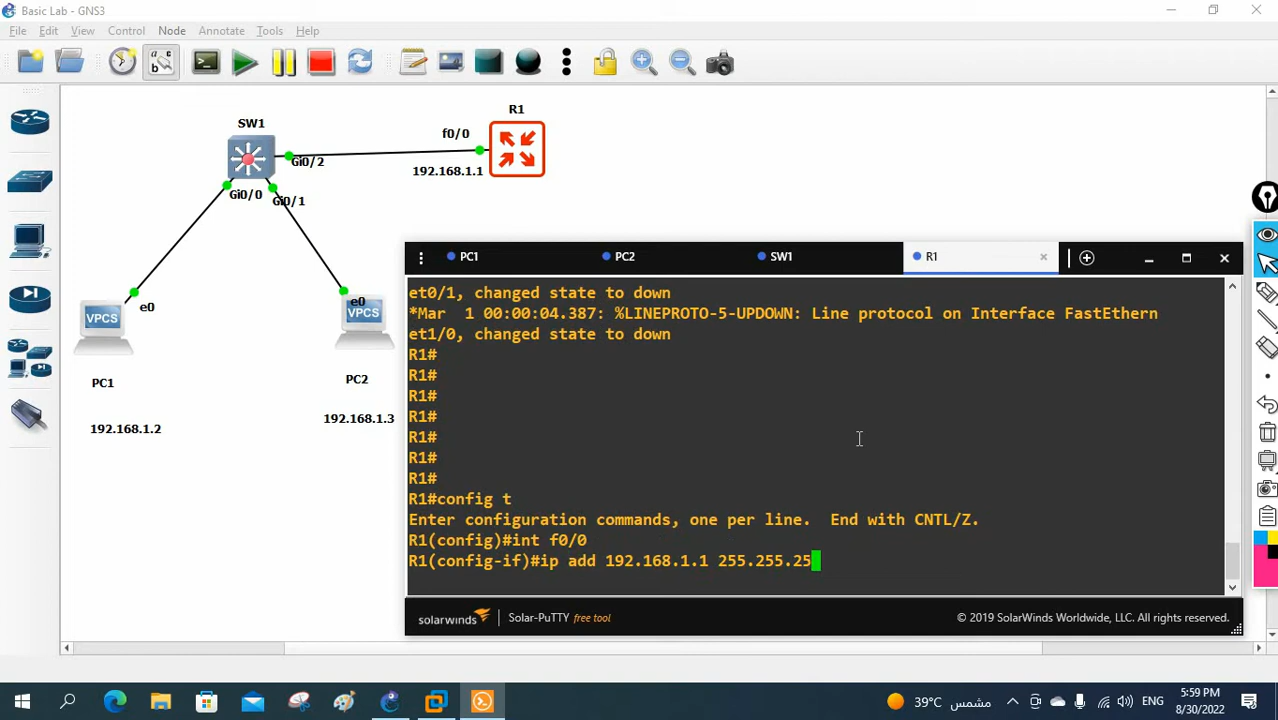 Basic Lab - GNS3
File Edit View Control Node Annotate Tools Help
R1
SW1
f0/0
Gi0/2
192.168.1.1
Gi0/0
Gi0/1
e0
e0
VPCS
VPCS
PC1
PC2
192.168.1.2
192.168.1.3
PC1 PC2 SW1 R1
et0/1, changed state to down
*Mar  1 00:00:04.387: %LINEPROTO-5-UPDOWN: Line protocol on Interface FastEthern
et1/0, changed state to down
R1#
R1#
R1#
R1#
R1#
R1#
R1#
R1#config t
Enter configuration commands, one per line.  End with CNTL/Z.
R1(config)#int f0/0
R1(config-if)#ip add 192.168.1.1 255.255.25
solarwinds Solar-PuTTY free tool © 2019 SolarWinds Worldwide, LLC. All rights reserved.
39°C مشمس ENG 5:59 PM
8/30/2022